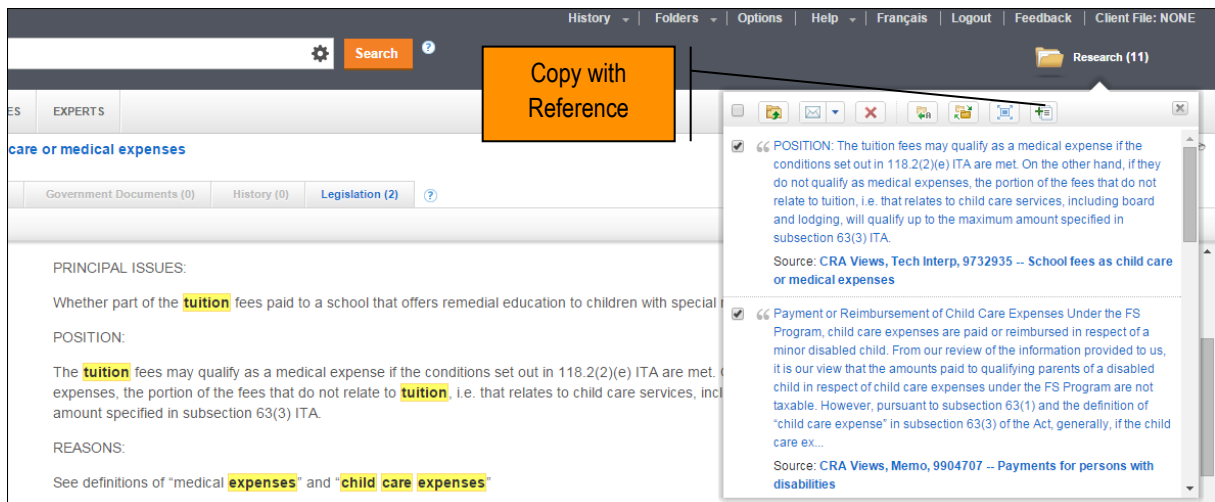 History | Folders | Options | Help | Français | Logout | Feedback | Client File: NONE
Search ?
Research (11)
Copy with
Reference
ES EXPERTS
care or medical expenses
Government Documents (0) History (0) Legislation (2) ?
PRINCIPAL ISSUES:
Whether part of the tuition fees paid to a school that offers remedial education to children with special
POSITION:
The tuition fees may qualify as a medical expense if the conditions set out in 118.2(2)(e) ITA are met.
expenses, the portion of the fees that do not relate to tuition, i.e. that relates to child care services, incl
amount specified in subsection 63(3) ITA.
REASONS:
See definitions of “medical expenses” and “child care expenses”
POSITION: The tuition fees may qualify as a medical expense if the
conditions set out in 118.2(2)(e) ITA are met. On the other hand, if they
do not qualify as medical expenses, the portion of the fees that do not
relate to tuition, i.e. that relates to child care services, including board
and lodging, will qualify up to the maximum amount specified in
subsection 63(3) ITA.
Source: CRA Views, Tech Interp, 9732935 -- School fees as child care
or medical expenses
Payment or Reimbursement of Child Care Expenses Under the FS
Program, child care expenses are paid or reimbursed in respect of a
minor disabled child. From our review of the information provided to us,
it is our view that the amounts paid to qualifying parents of a disabled
child in respect of child care expenses under the FS Program are not
taxable. However, pursuant to subsection 63(1) and the definition of
“child care expense” in subsection 63(3) of the Act, generally, if the child
care ex...
Source: CRA Views, Memo, 9904707 -- Payments for persons with
disabilities